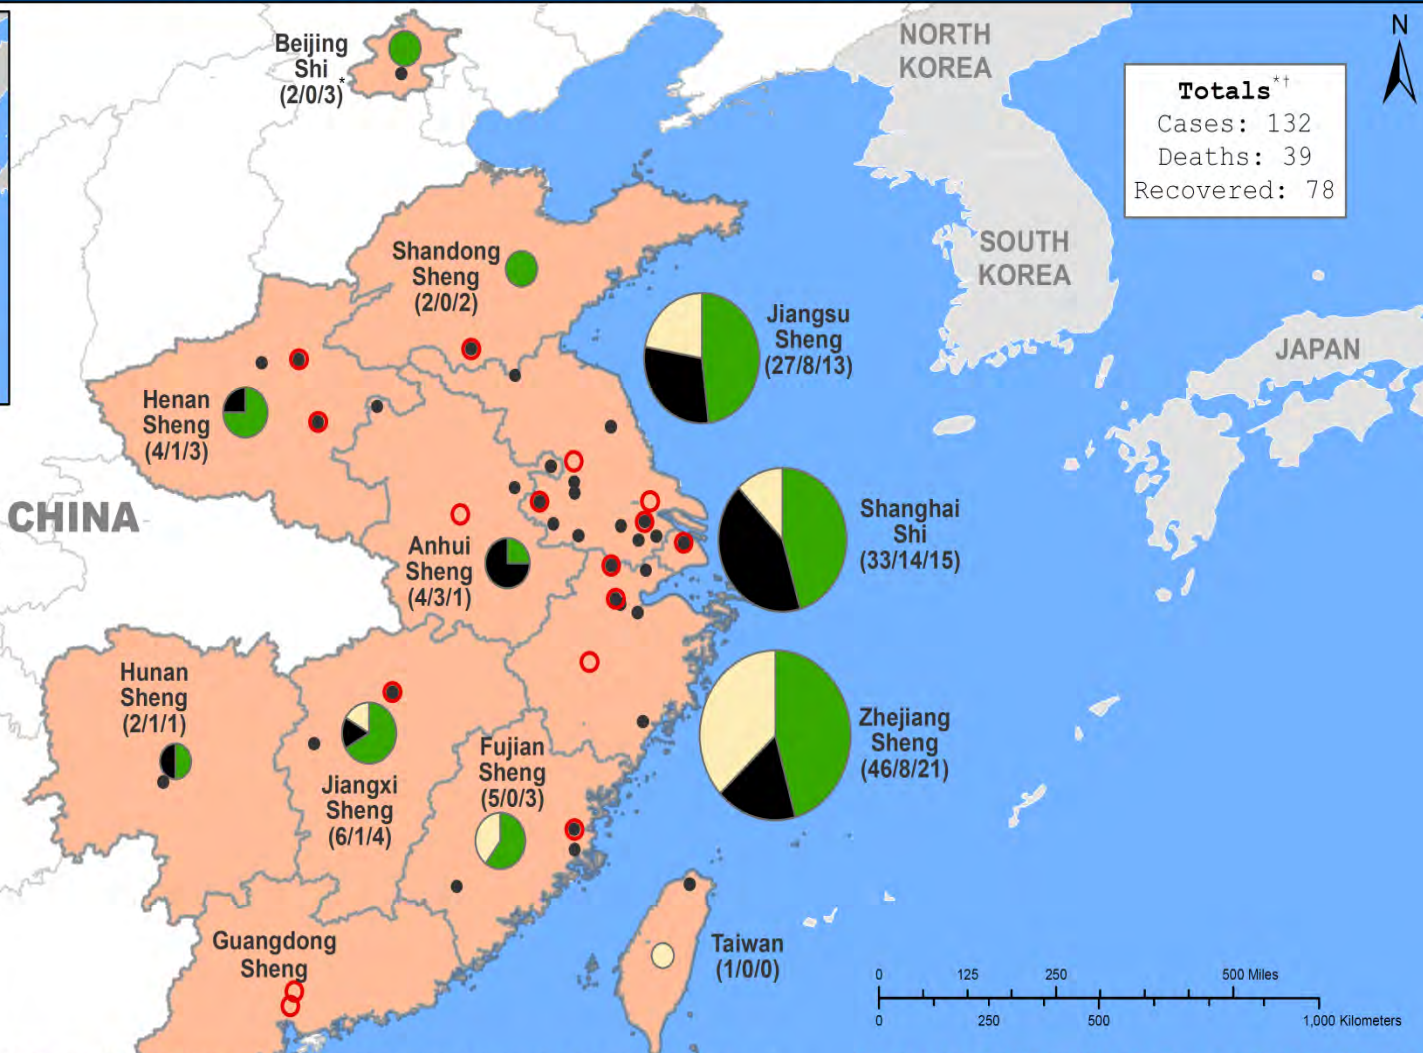 Beijing
Shi
(2/0/3)*
NORTH
KOREA
N
Totals*†
Cases: 132
Deaths: 39
Recovered: 78
Shandong
Sheng
(2/0/2)
SOUTH
KOREA
Jiangsu
Sheng
(27/8/13)
JAPAN
Henan
Sheng
(4/1/3)
CHINA
Shanghai
Shi
(33/14/15)
Anhui
Sheng
(4/3/1)
Hunan
Sheng
(2/1/1)
Zhejiang
Sheng
(46/8/21)
Fujian
Sheng
(5/0/3)
Jiangxi
Sheng
(6/1/4)
Guangdong
Sheng
Taiwan
(1/0/0)
0 125 250 500 Miles
0 250 500 1,000 Kilometers